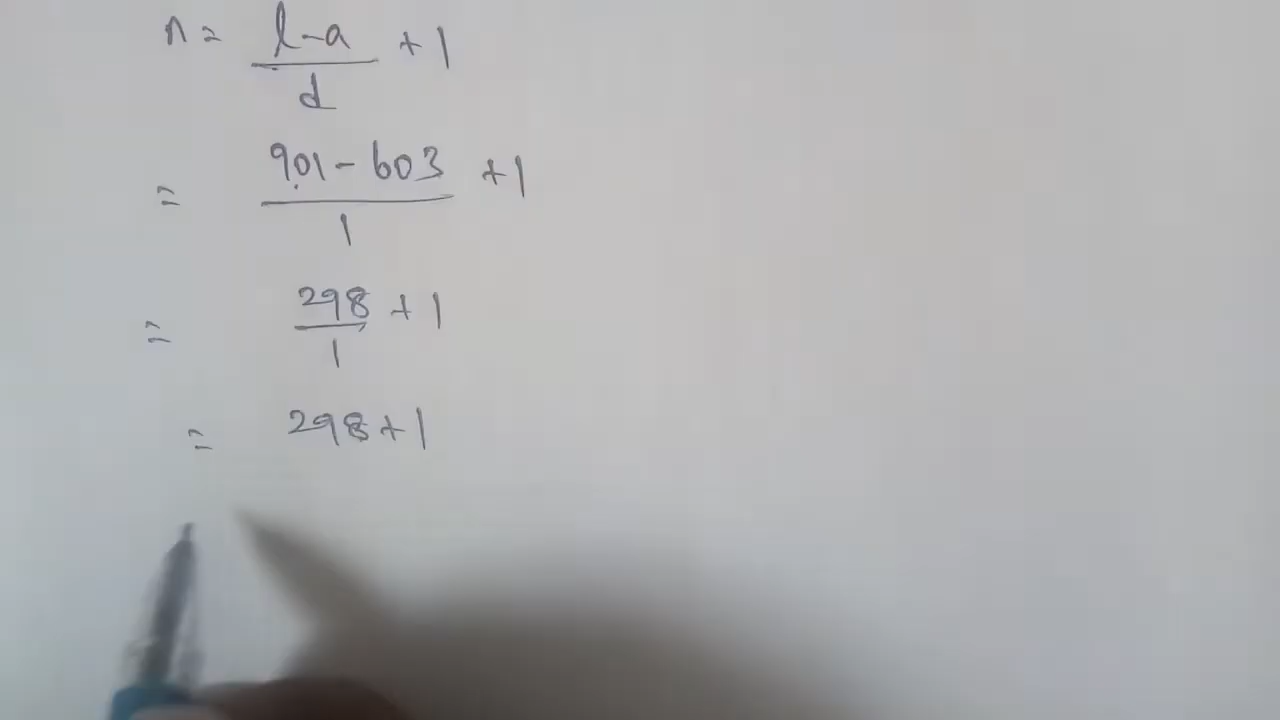 n = (l-a)/d + 1
= (901-603)/1 + 1
= 298/1 + 1
= 298+1